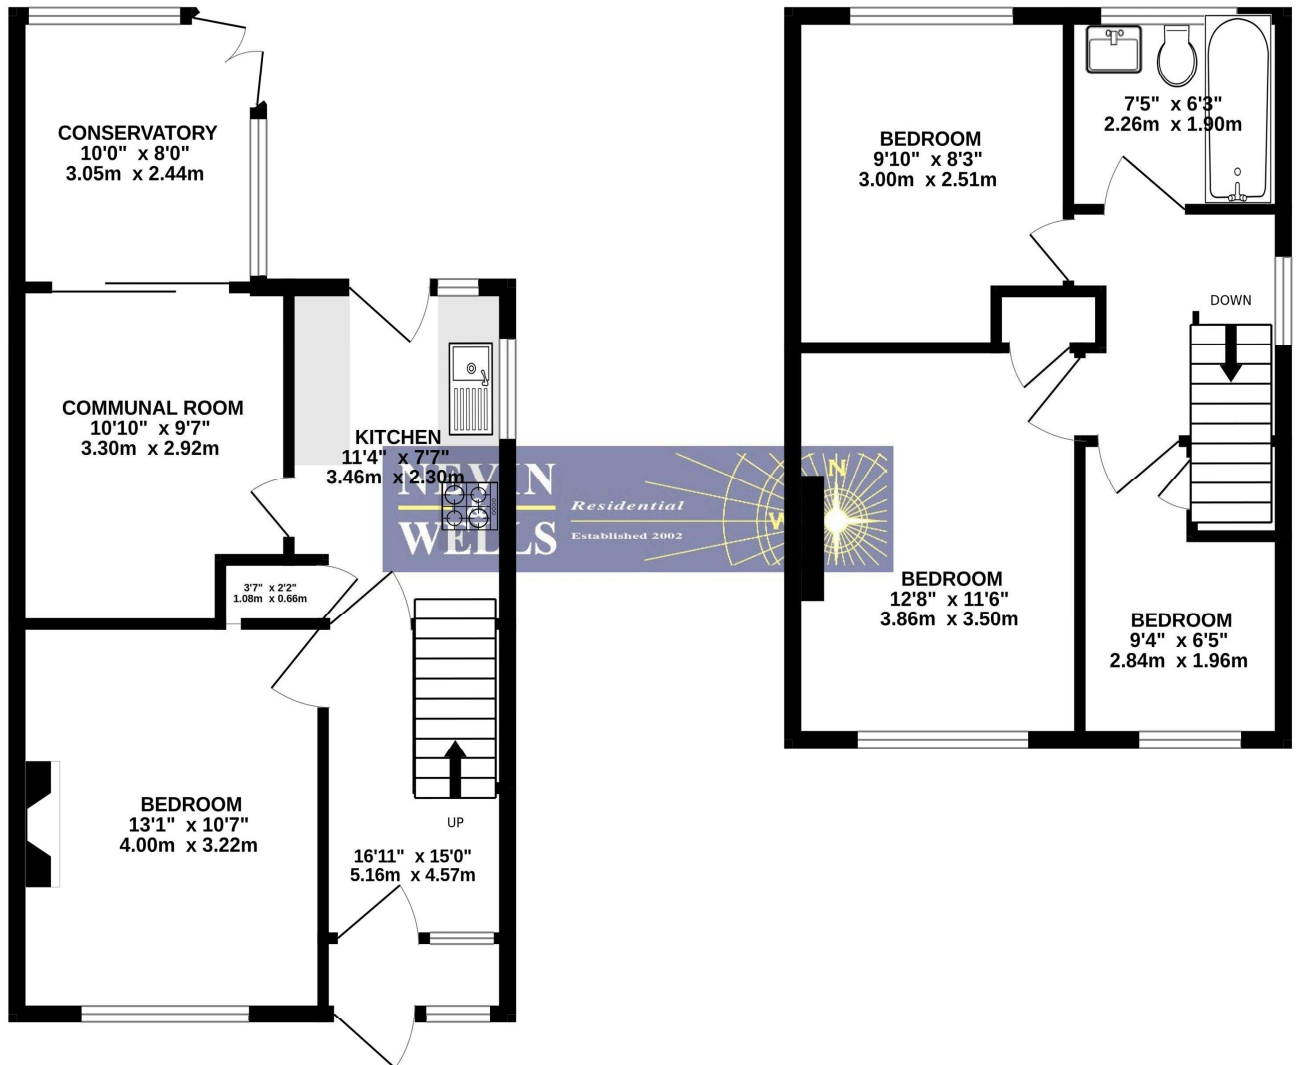 CONSERVATORY
10'0" x 8'0"
3.05m x 2.44m
COMMUNAL ROOM
10'10" x 9'7"
3.30m x 2.92m
KITCHEN
11'4" x 7'7"
3.46m x 2.30m
3'7" x 2'2"
1.08m x 0.66m
BEDROOM
13'1" x 10'7"
4.00m x 3.22m
UP
16'11" x 15'0"
5.16m x 4.57m
NEVIN
WELLS
Residential
Established 2002
N
W
BEDROOM
9'10" x 8'3"
3.00m x 2.51m
7'5" x 6'3"
2.26m x 1.90m
DOWN
BEDROOM
12'8" x 11'6"
3.86m x 3.50m
BEDROOM
9'4" x 6'5"
2.84m x 1.96m